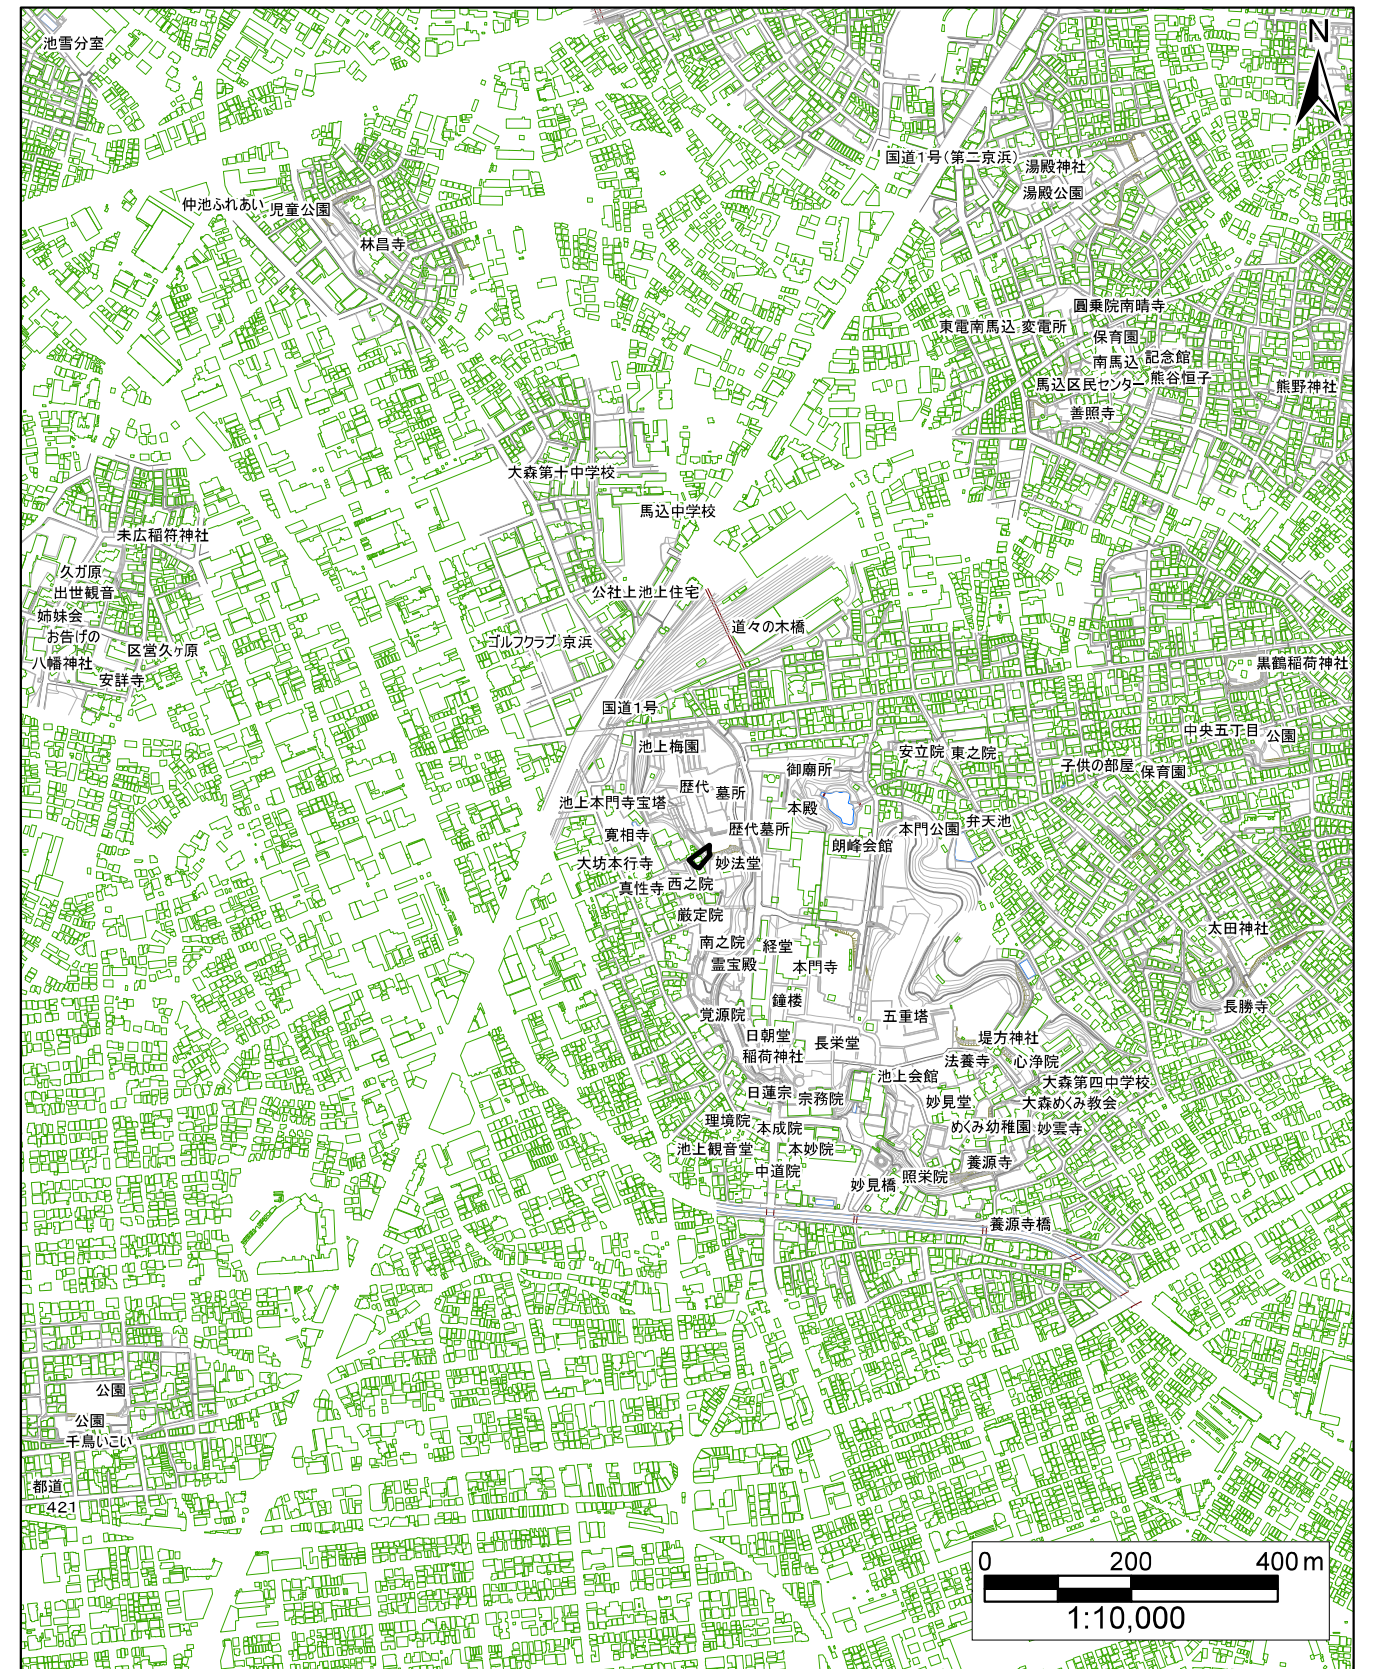 N
池雪分室
国道1号(第二京浜)
湯殿神社
湯殿公園
仲池ふれあい
児童公園
林昌寺
圓乗院南晴寺
東電南馬込 変電所
保育園
南馬込
記念館
馬込区民センター
熊谷恒子
熊野神社
善照寺
大森第十中学校
馬込中学校
末広稲荷神社
久ガ原
出世観音
姉妹会
お告げの
八幡神社
区営久ヶ原
安詳寺
公社上池上住宅
道々の木橋
ゴルフクラブ 京浜
国道1号
黒鶴稲荷神社
池上梅園
中央五丁目
公園
安立院
東之院
子供の部屋
保育園
御廟所
歴代
墓所
池上本門寺宝塔
本殿
歴代墓所
本門公園
弁天池
寛相寺
朗峰会館
大坊本行寺
妙法堂
真性寺
西之院
厳定院
太田神社
南之院
経堂
霊宝殿
本門寺
鐘楼
長勝寺
覚源院
五重塔
日朝堂
長栄堂
堤方神社
稲荷神社
法養寺
心浄院
池上会館
大森第四中学校
日蓮宗
宗務院
妙見堂
大森めぐみ教会
理境院
本成院
めぐみ幼稚園
妙雲寺
池上観音堂
本妙院
養源寺
中道院
妙見橋
照栄院
養源寺橋
公園
公園
千鳥いこい
都道
421
0 200 400m
1:10,000